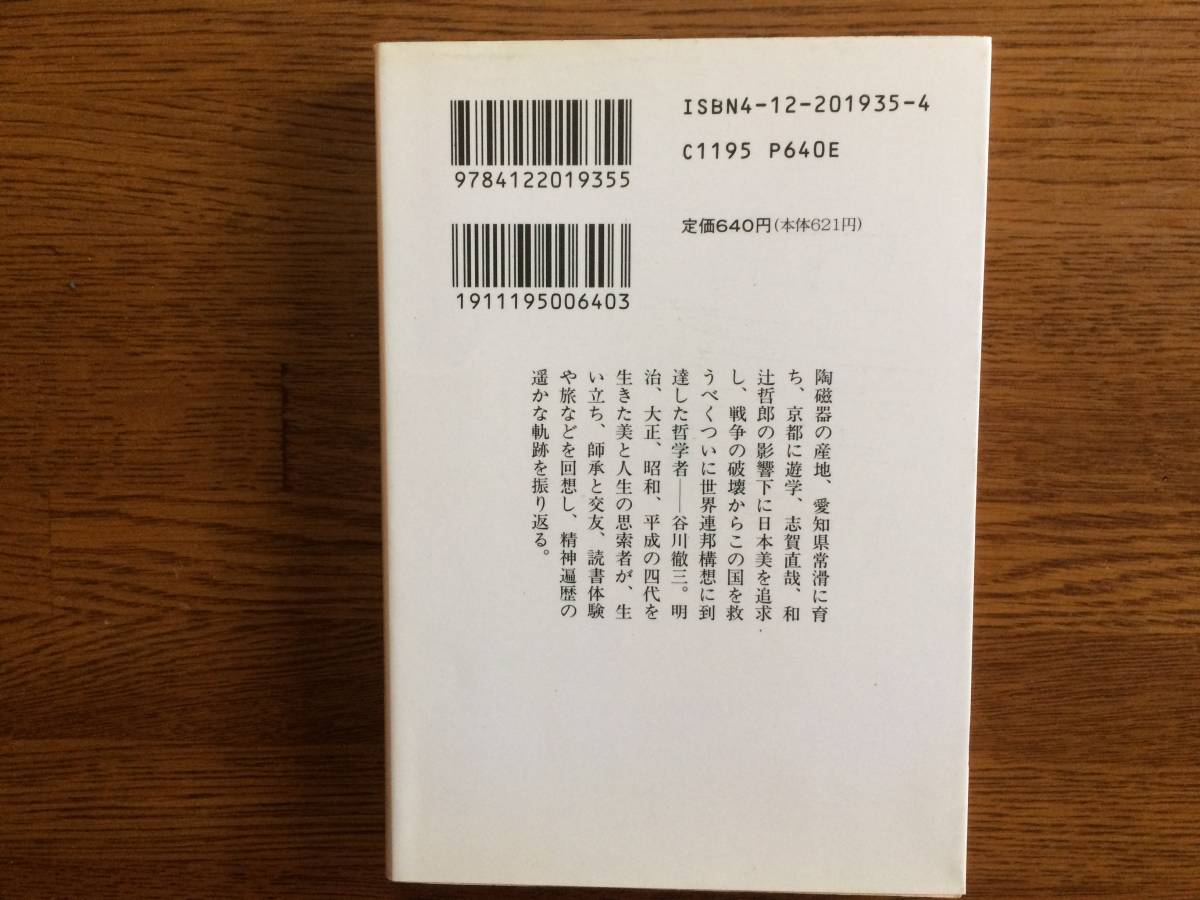 ISBN4-12-201935-4
C1195 P640E
9784122019355
定価640円(本体621円)
1911195006403
陶磁器の産地、愛知県常滑に育
ち、京都に遊学、志賀直哉、和
辻哲郎の影響下に日本美を追求
し、戦争の破壊からこの国を救
うべくついに世界連邦構想に到
達した哲学者――谷川徹三。明
治、大正、昭和、平成の四代を
生きた美と人生の思索者が、生
い立ち、師承と交友、読書体験
や旅などを回想し、精神遍歴の
遥かな軌跡を振り返る。